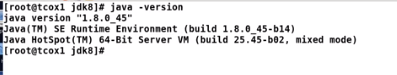 [root@tcox1 jdk8]# java -version
java version "1.8.0_45"
Java(TM) SE Runtime Environment (build 1.8.0_45-b14)
Java HotSpot(TM) 64-Bit Server VM (build 25.45-b02, mixed mode)
[root@tcox1 jdk8]#